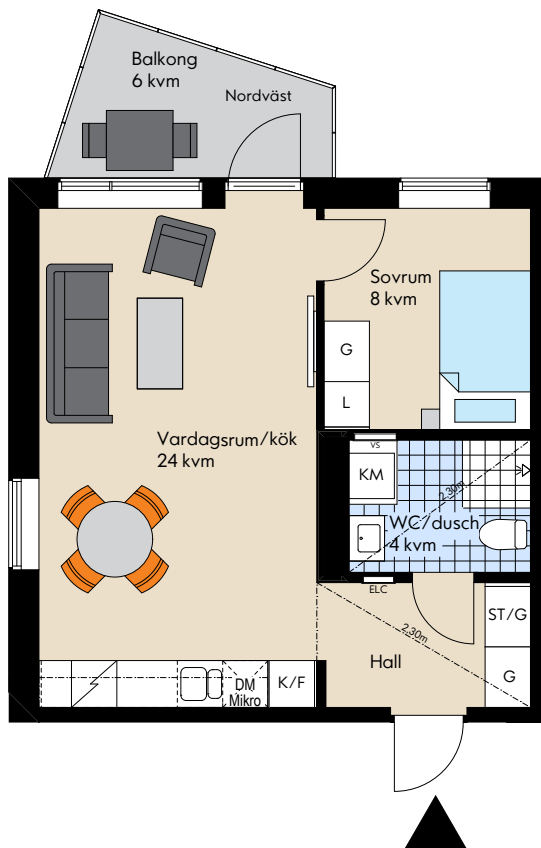 Balkong
6 kvm
Nordväst
Sovrum
8 kvm
G
L
Vardagsrum/kök
24 kvm
VS
KM
2,30m
WC/dusch
4 kvm
ELC
ST/G
2,30m
Hall
G
K/F
DM
Mikro